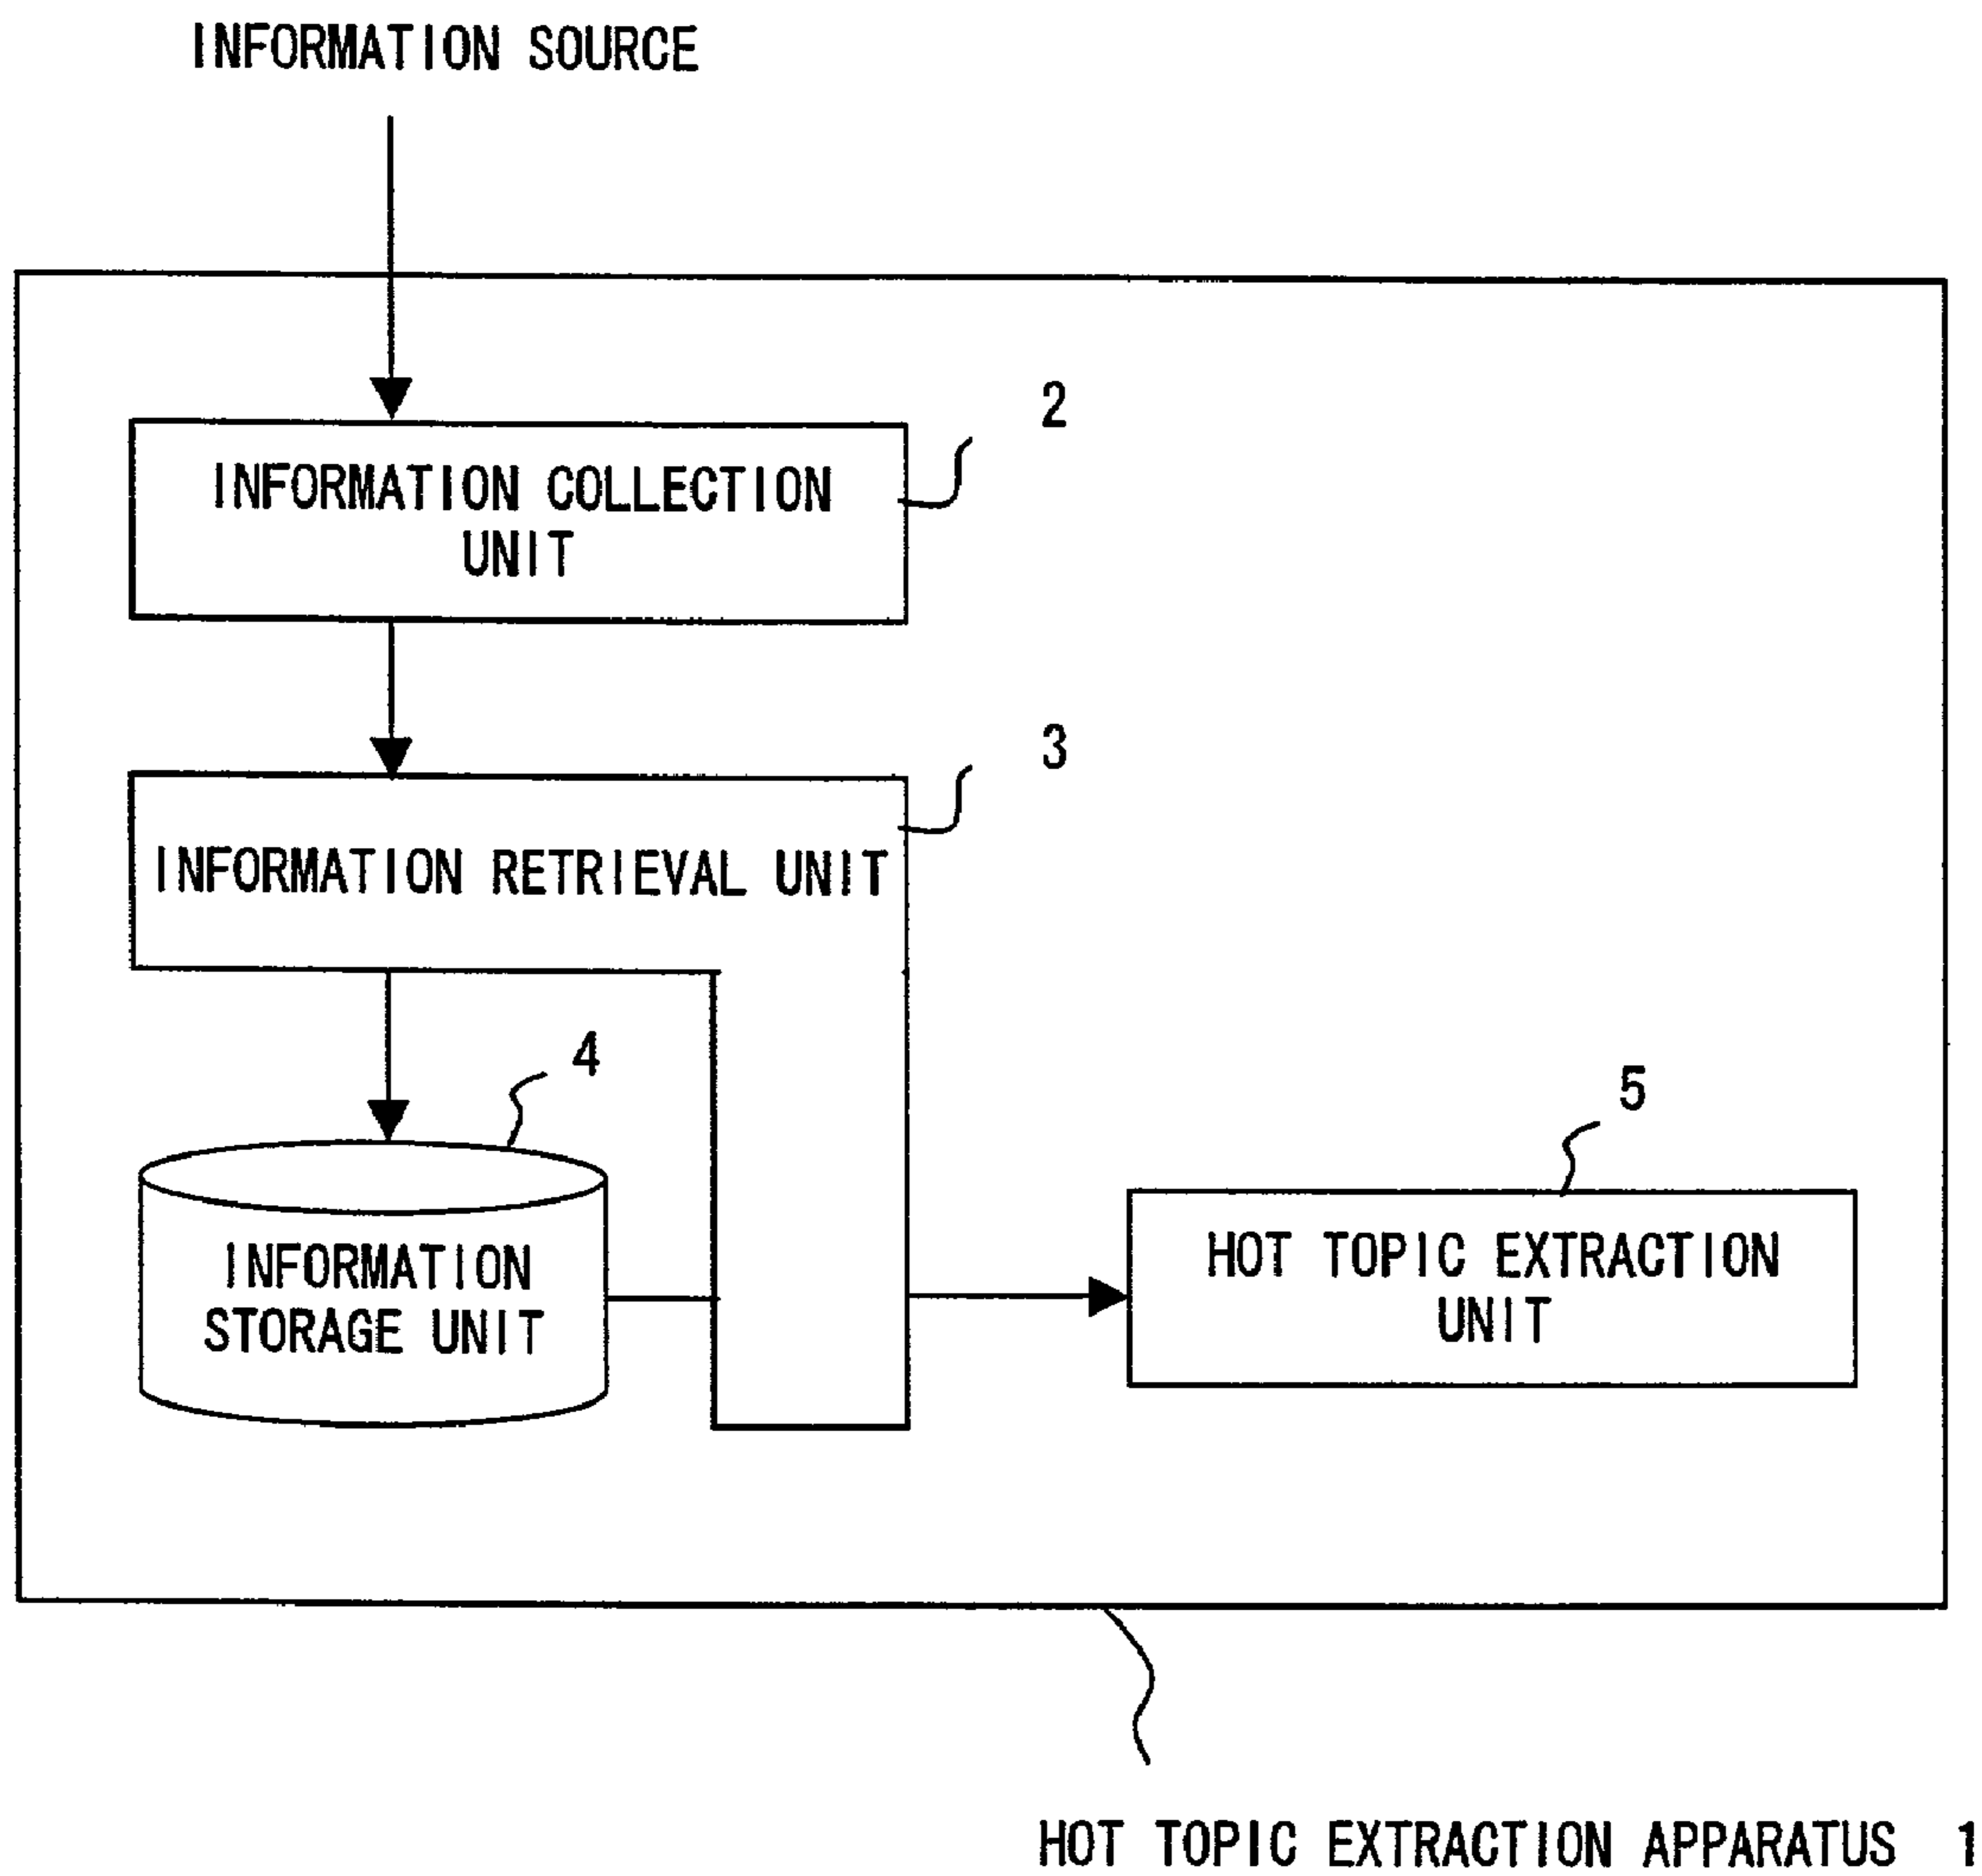 INFORMATION SOURCE
2
INFORMATION COLLECTION
UNIT
3
INFORMATION RETRIEVAL UNIT
4
INFORMATION
STORAGE UNIT
5
HOT TOPIC EXTRACTION
UNIT
HOT TOPIC EXTRACTION APPARATUS 1